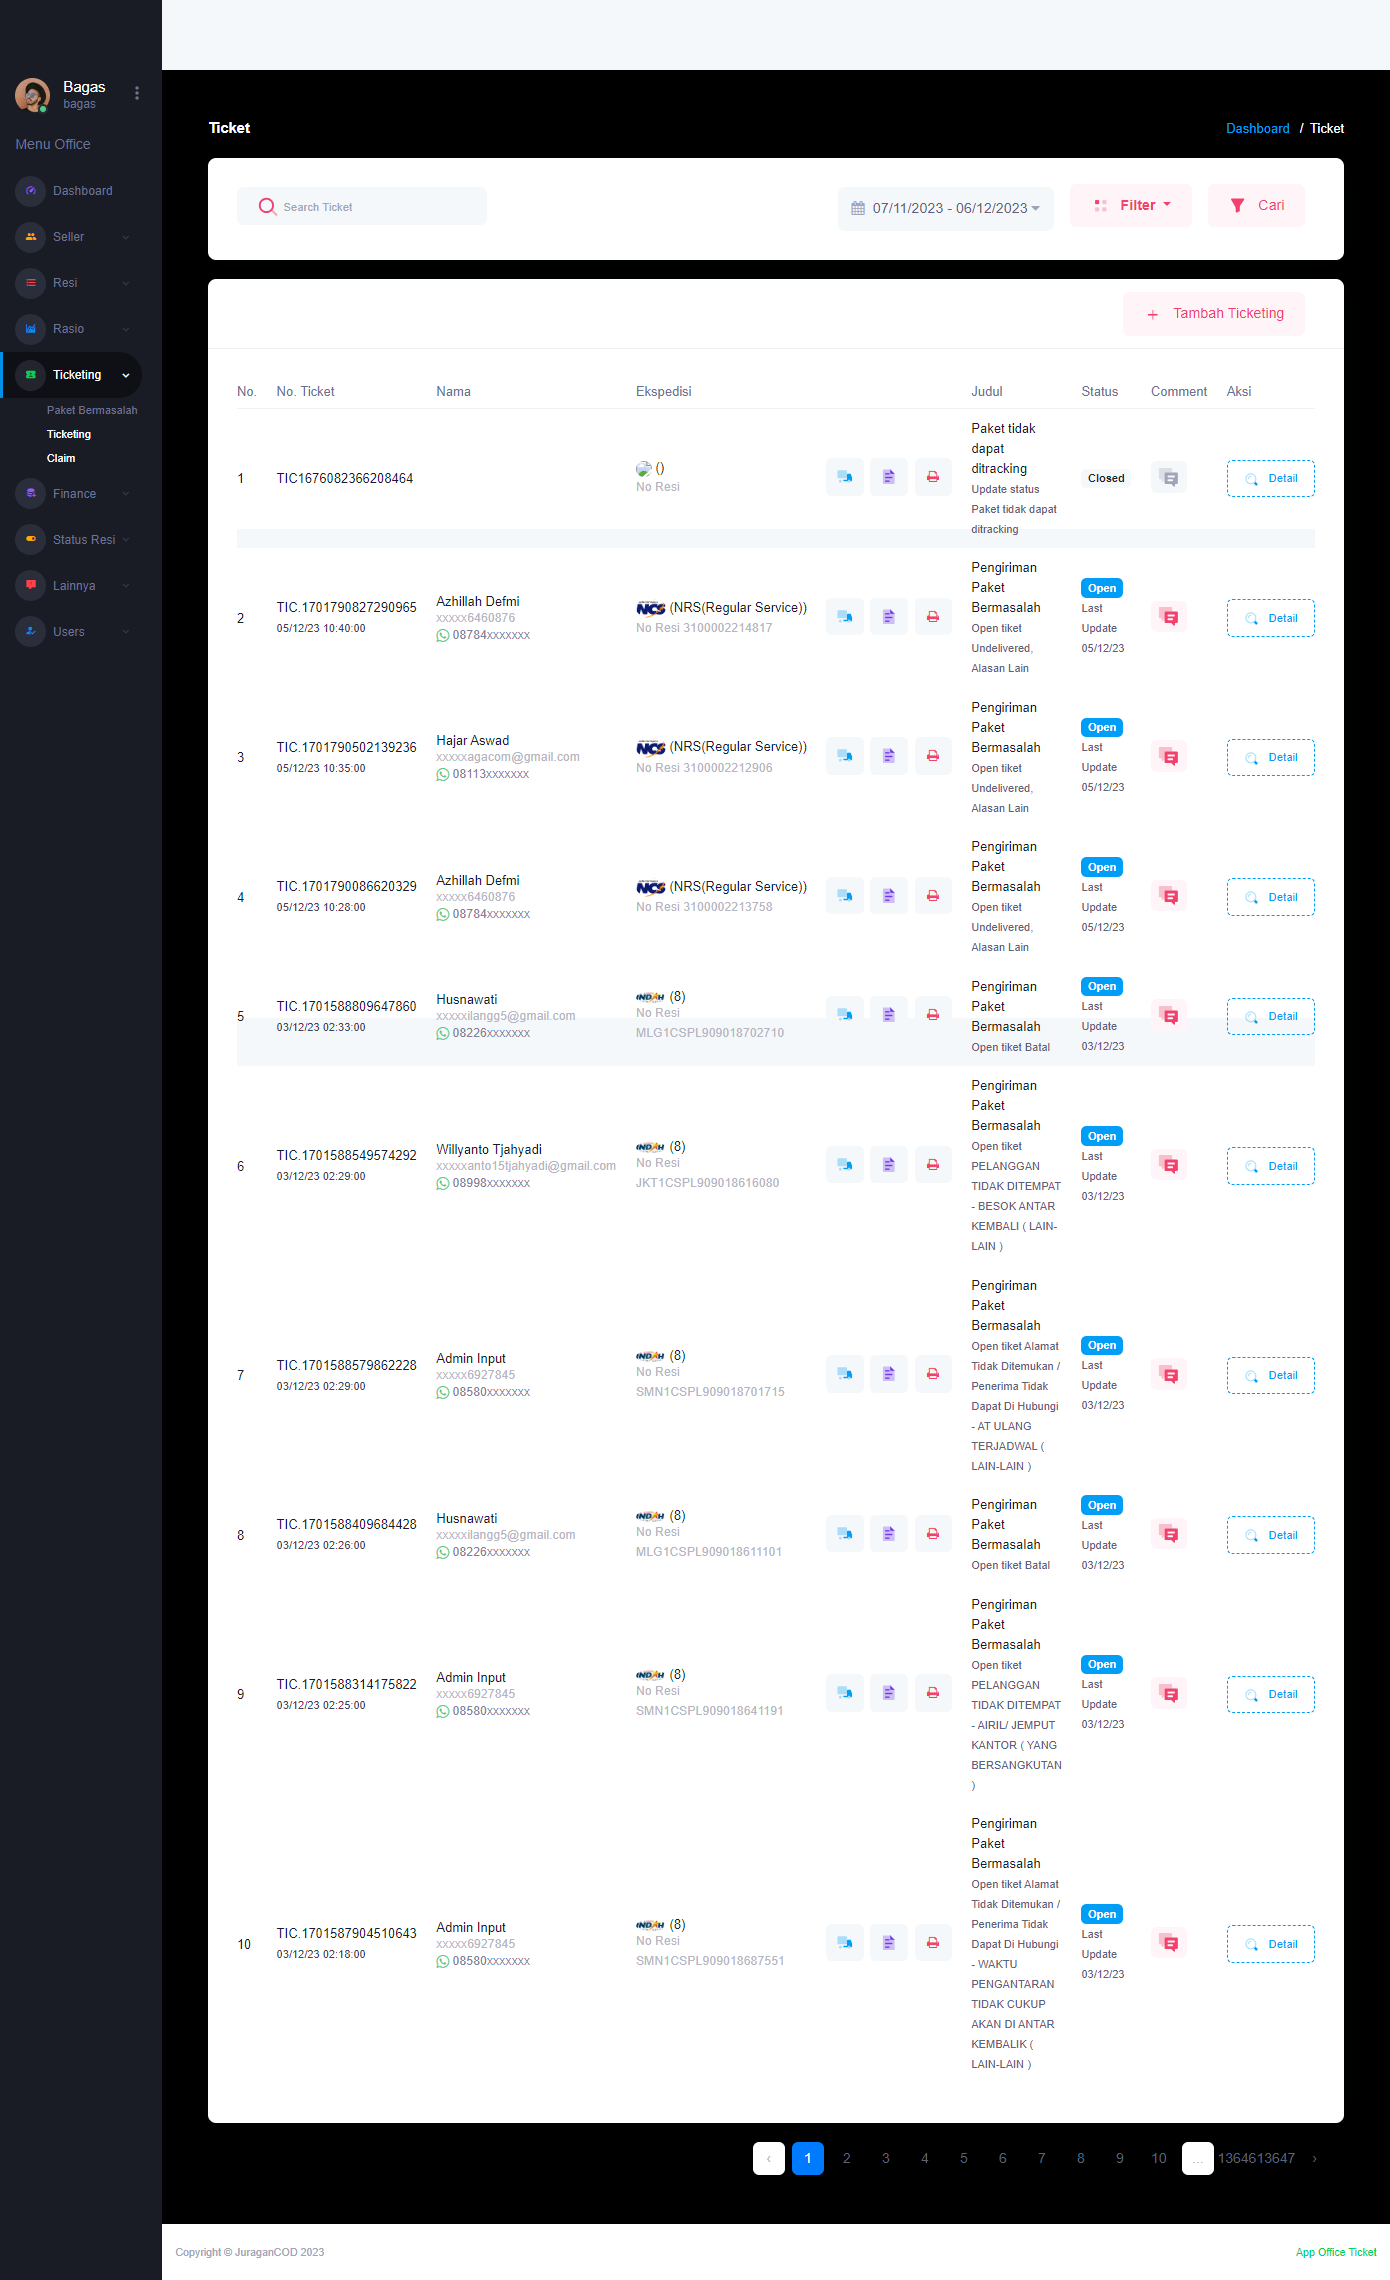 Bagas
bagas
Menu Office
Dashboard
Seller
Resi
Rasio
Ticketing
Paket Bermasalah
Ticketing
Claim
Finance
Status Resi
Lainnya
Users
Ticket
Dashboard / Ticket
Search Ticket
07/11/2023 - 06/12/2023
Filter
Cari
Tambah Ticketing
No. No. Ticket Nama Ekspedisi Judul Status Comment Aksi
1
TIC1676082366208464
()
No Resi
Paket tidak
dapat
ditracking
Update status
Paket tidak dapat
ditracking
Closed
Detail
2
TIC.1701790827290965
05/12/23 10:40:00
Azhillah Defmi
xxxxx6460876
08784xxxxxxx
NCS (NRS(Regular Service))
No Resi 3100002214817
Pengiriman
Paket
Bermasalah
Open tiket
Undelivered,
Alasan Lain
Open
Last
Update
05/12/23
Detail
3
TIC.1701790502139236
05/12/23 10:35:00
Hajar Aswad
xxxxxagacom@gmail.com
08113xxxxxxx
NCS (NRS(Regular Service))
No Resi 3100002212906
Pengiriman
Paket
Bermasalah
Open tiket
Undelivered,
Alasan Lain
Open
Last
Update
05/12/23
Detail
4
TIC.1701790086620329
05/12/23 10:28:00
Azhillah Defmi
xxxxx6460876
08784xxxxxxx
NCS (NRS(Regular Service))
No Resi 3100002213758
Pengiriman
Paket
Bermasalah
Open tiket
Undelivered,
Alasan Lain
Open
Last
Update
05/12/23
Detail
5
TIC.1701588809647860
03/12/23 02:33:00
Husnawati
xxxxxilangg5@gmail.com
08226xxxxxxx
INDAH (8)
No Resi
MLG1CSPL909018702710
Pengiriman
Paket
Bermasalah
Open tiket Batal
Open
Last
Update
03/12/23
Detail
6
TIC.1701588549574292
03/12/23 02:29:00
Willyanto Tjahyadi
xxxxxanto15tjahyadi@gmail.com
08998xxxxxxx
INDAH (8)
No Resi
JKT1CSPL909018616080
Pengiriman
Paket
Bermasalah
Open tiket
PELANGGAN
TIDAK DITEMPAT
- BESOK ANTAR
KEMBALI ( LAIN-
LAIN )
Open
Last
Update
03/12/23
Detail
7
TIC.1701588579862228
03/12/23 02:29:00
Admin Input
xxxxx6927845
08580xxxxxxx
INDAH (8)
No Resi
SMN1CSPL909018701715
Pengiriman
Paket
Bermasalah
Open tiket Alamat
Tidak Ditemukan /
Penerima Tidak
Dapat Di Hubungi
- AT ULANG
TERJADWAL (
LAIN-LAIN )
Open
Last
Update
03/12/23
Detail
8
TIC.1701588409684428
03/12/23 02:26:00
Husnawati
xxxxxilangg5@gmail.com
08226xxxxxxx
INDAH (8)
No Resi
MLG1CSPL909018611101
Pengiriman
Paket
Bermasalah
Open tiket Batal
Open
Last
Update
03/12/23
Detail
9
TIC.1701588314175822
03/12/23 02:25:00
Admin Input
xxxxx6927845
08580xxxxxxx
INDAH (8)
No Resi
SMN1CSPL909018641191
Pengiriman
Paket
Bermasalah
Open tiket
PELANGGAN
TIDAK DITEMPAT
- AIRIL/ JEMPUT
KANTOR ( YANG
BERSANGKUTAN
)
Open
Last
Update
03/12/23
Detail
10
TIC.1701587904510643
03/12/23 02:18:00
Admin Input
xxxxx6927845
08580xxxxxxx
INDAH (8)
No Resi
SMN1CSPL909018687551
Pengiriman
Paket
Bermasalah
Open tiket Alamat
Tidak Ditemukan /
Penerima Tidak
Dapat Di Hubungi
- WAKTU
PENGANTARAN
TIDAK CUKUP
AKAN DI ANTAR
KEMBALIK (
LAIN-LAIN )
Open
Last
Update
03/12/23
Detail
‹ 1 2 3 4 5 6 7 8 9 10 ... 1364613647 ›
Copyright © JuraganCOD 2023
App Office Ticket